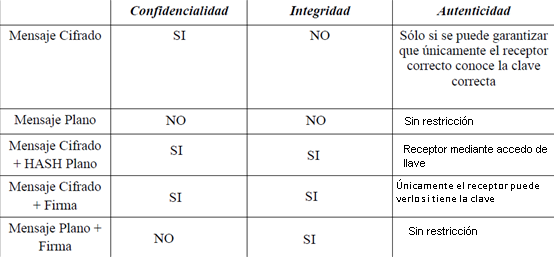 Confidencialidad Integridad Autenticidad
Mensaje Cifrado SI NO Sólo si se puede garantizar
que únicamente el receptor
correcto conoce la clave
correcta
Mensaje Plano NO NO Sin restricción
Mensaje Cifrado
+ HASH Plano SI SI Receptor mediante accedo de
llave
Mensaje Cifrado
+ Firma SI SI Únicamente el receptor puede
verlo si tiene la clave
Mensaje Plano +
Firma NO SI Sin restricción